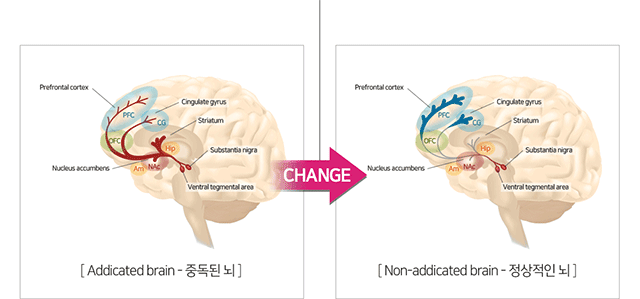 Prefrontal cortex
Cingulate gyrus
PFC
CG
Striatum
OFC
Hip
Substantia nigra
NAc
Nucleus accumbens
Am
Ventral tegmental area
[ Addicated brain - 중독된 뇌 ]
CHANGE
Prefrontal cortex
Cingulate gyrus
PFC
CG
Striatum
OFC
Hip
Substantia nigra
NAc
Nucleus accumbens
Am
Ventral tegmental area
[ Non-addicated brain - 정상적인 뇌 ]